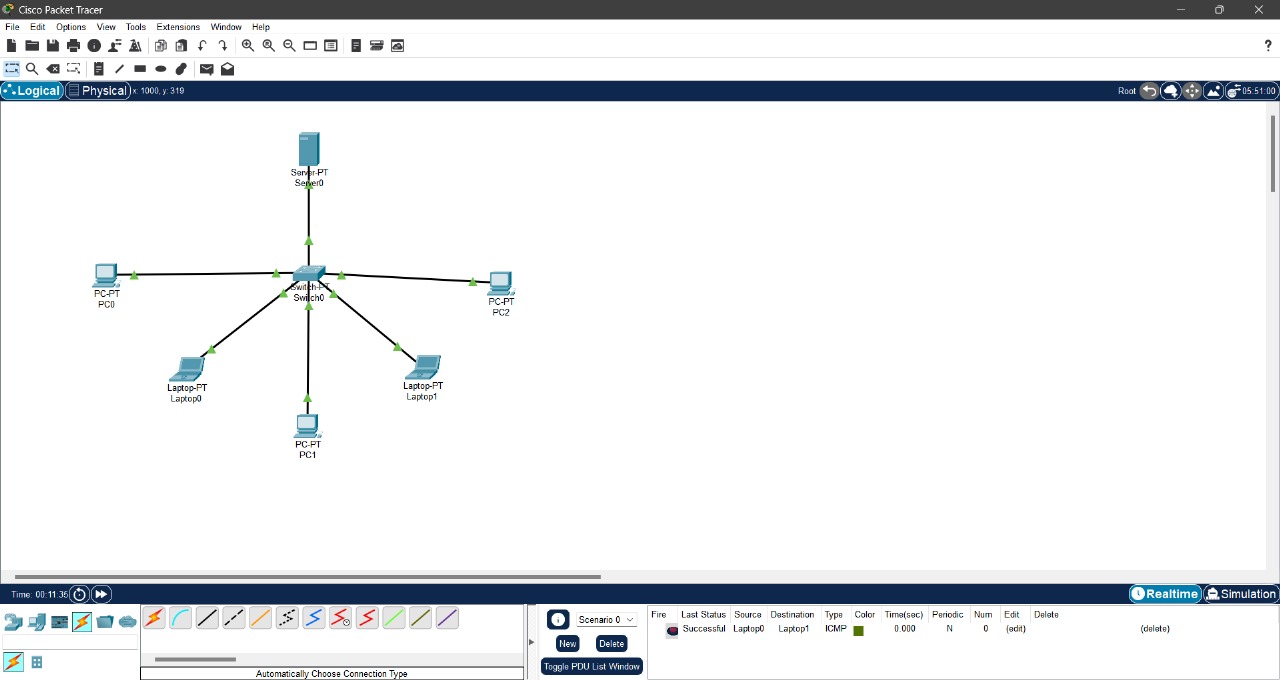 Cisco Packet Tracer
File Edit Options View Tools Extensions Window Help
?
Logical Physical x: 1000, y: 319 Root 05:51:00
Server-PT
Server0
PC-PT
PC0
Switch-PT
Switch0
PC-PT
PC2
Laptop-PT
Laptop0
Laptop-PT
Laptop1
PC-PT
PC1
Time: 00:11:36 Realtime Simulation
Scenario 0
New Delete
Toggle PDU List Window
Automatically Choose Connection Type
Fire Last Status Source Destination Type Color Time(sec) Periodic Num Edit Delete
Successful Laptop0 Laptop1 ICMP 0.000 N 0 (edit) (delete)